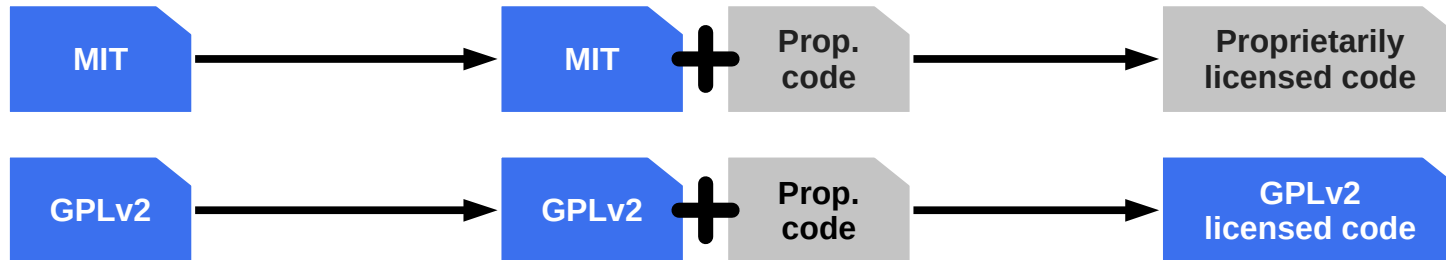 MIT
MIT
Prop.
code
Proprietarily
licensed code
GPLv2
GPLv2
Prop.
code
GPLv2
licensed code